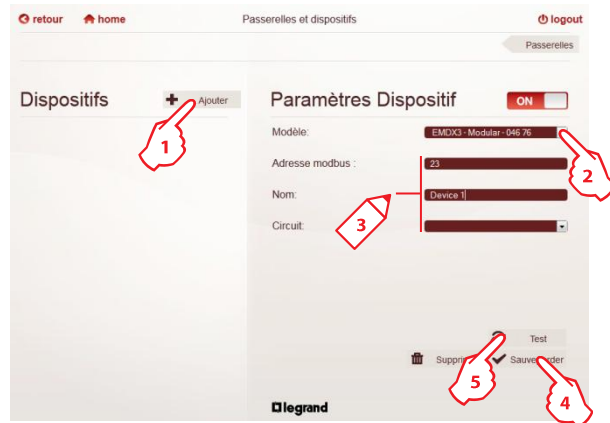 retour home Passerelles et dispositifs logout
Passerelles
Dispositifs Ajouter
Paramètres Dispositif ON
1
Modèle: EMDX3 - Modular - 046 76
2
Adresse modbus : 23
Nom: Device 1
3
Circuit:
Test
Sauvegarder
5
4
legrand